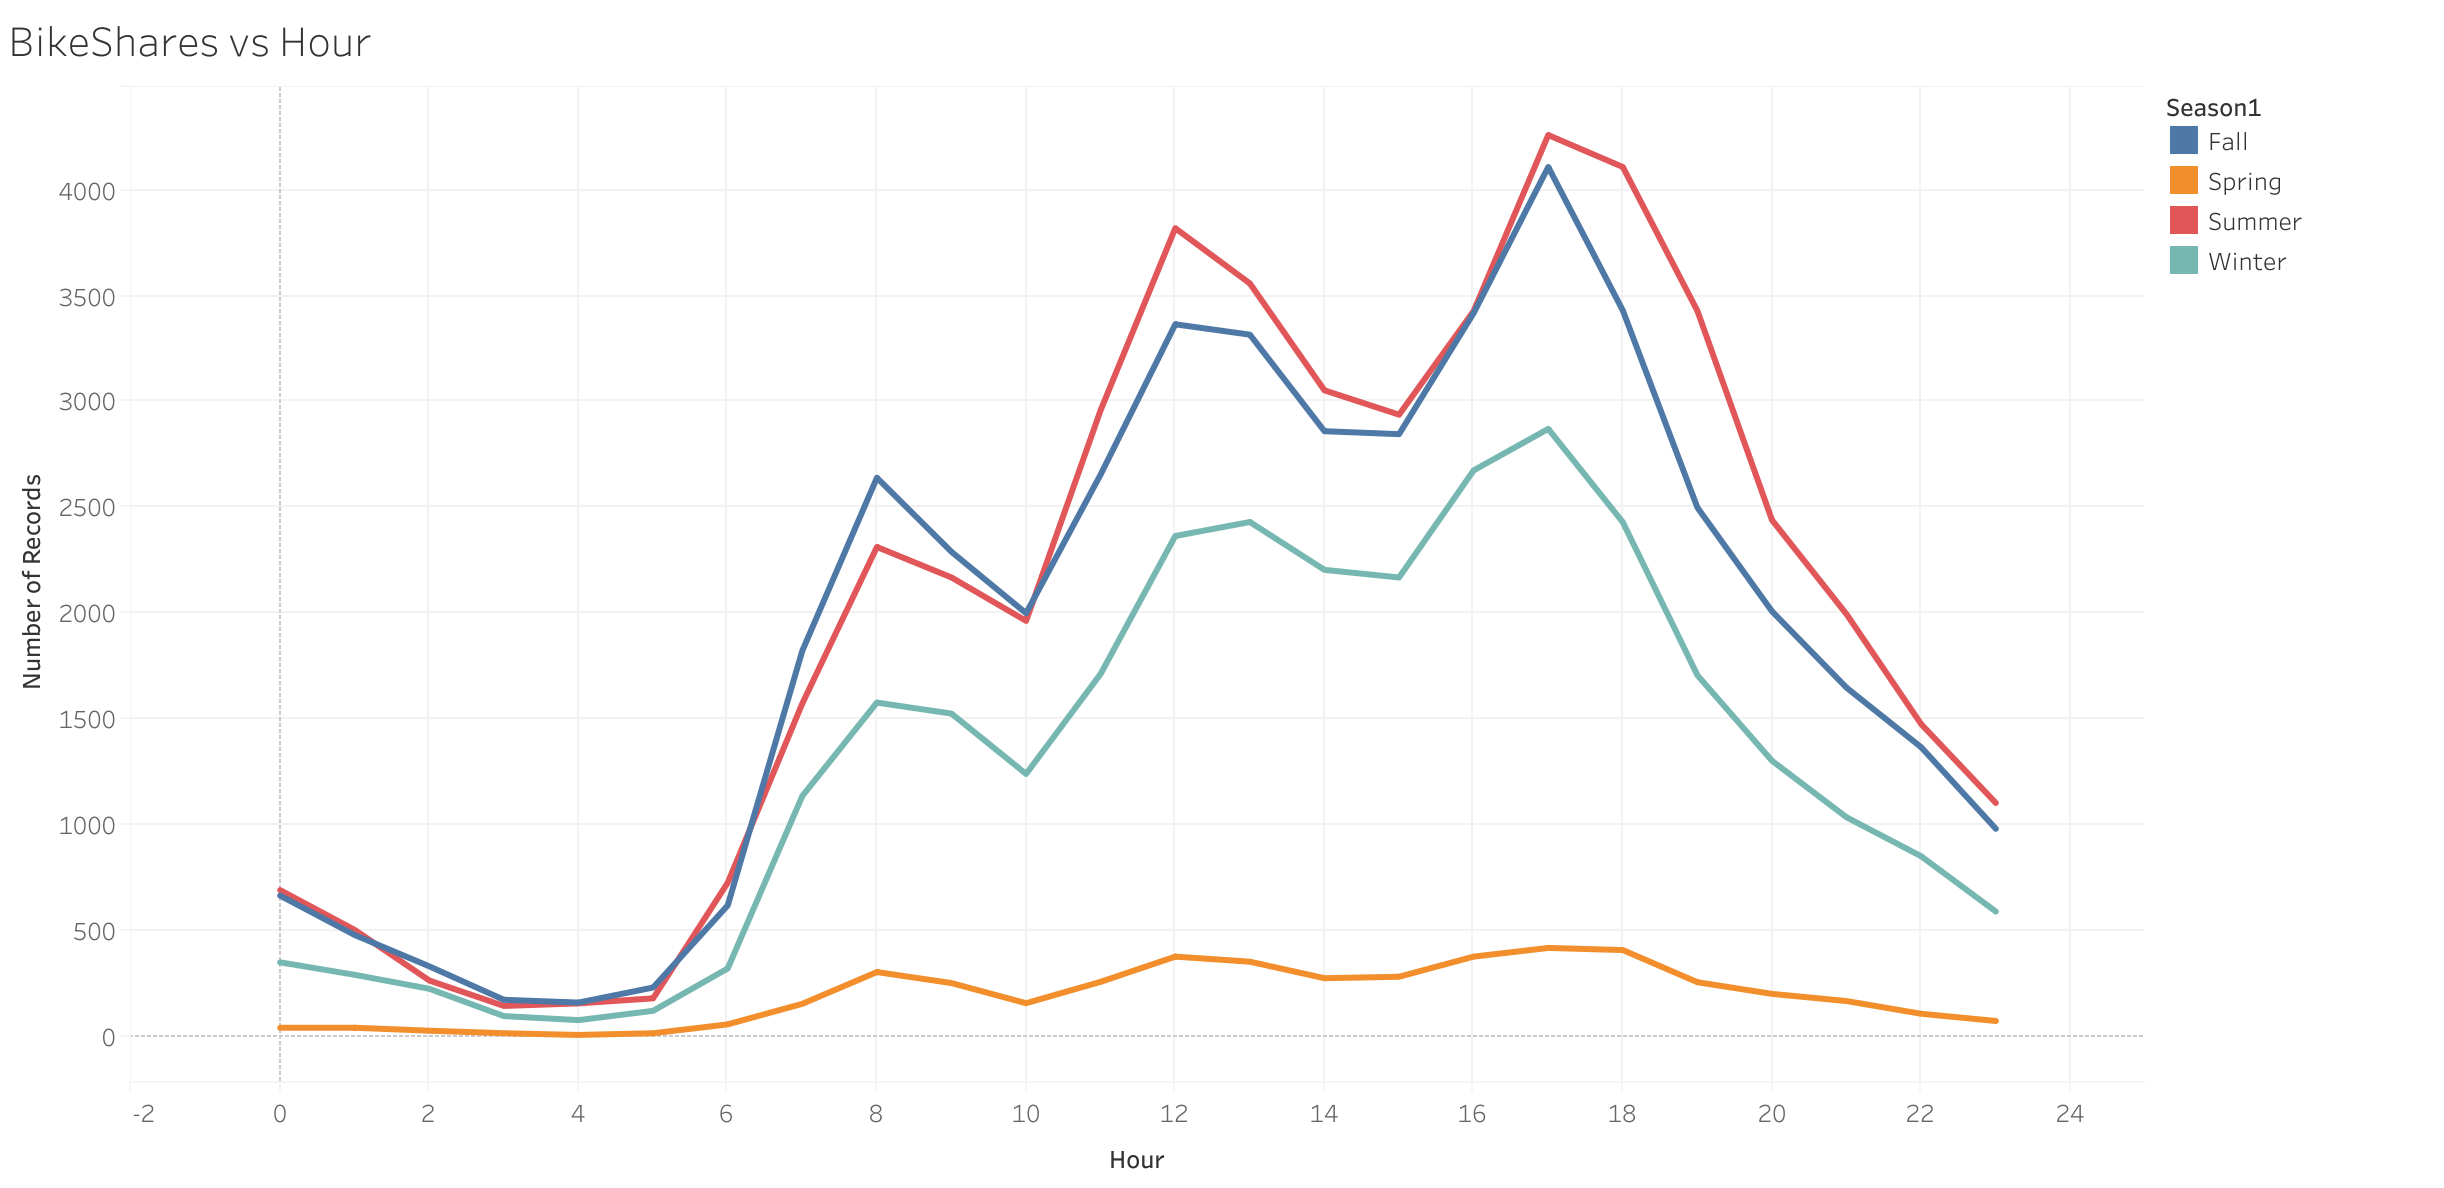 BikeShares vs Hour
Season1
Fall
Spring
Summer
Winter
Number of Records
4000
3500
3000
2500
2000
1500
1000
500
0
-2 0 2 4 6 8 10 12 14 16 18 20 22 24
Hour